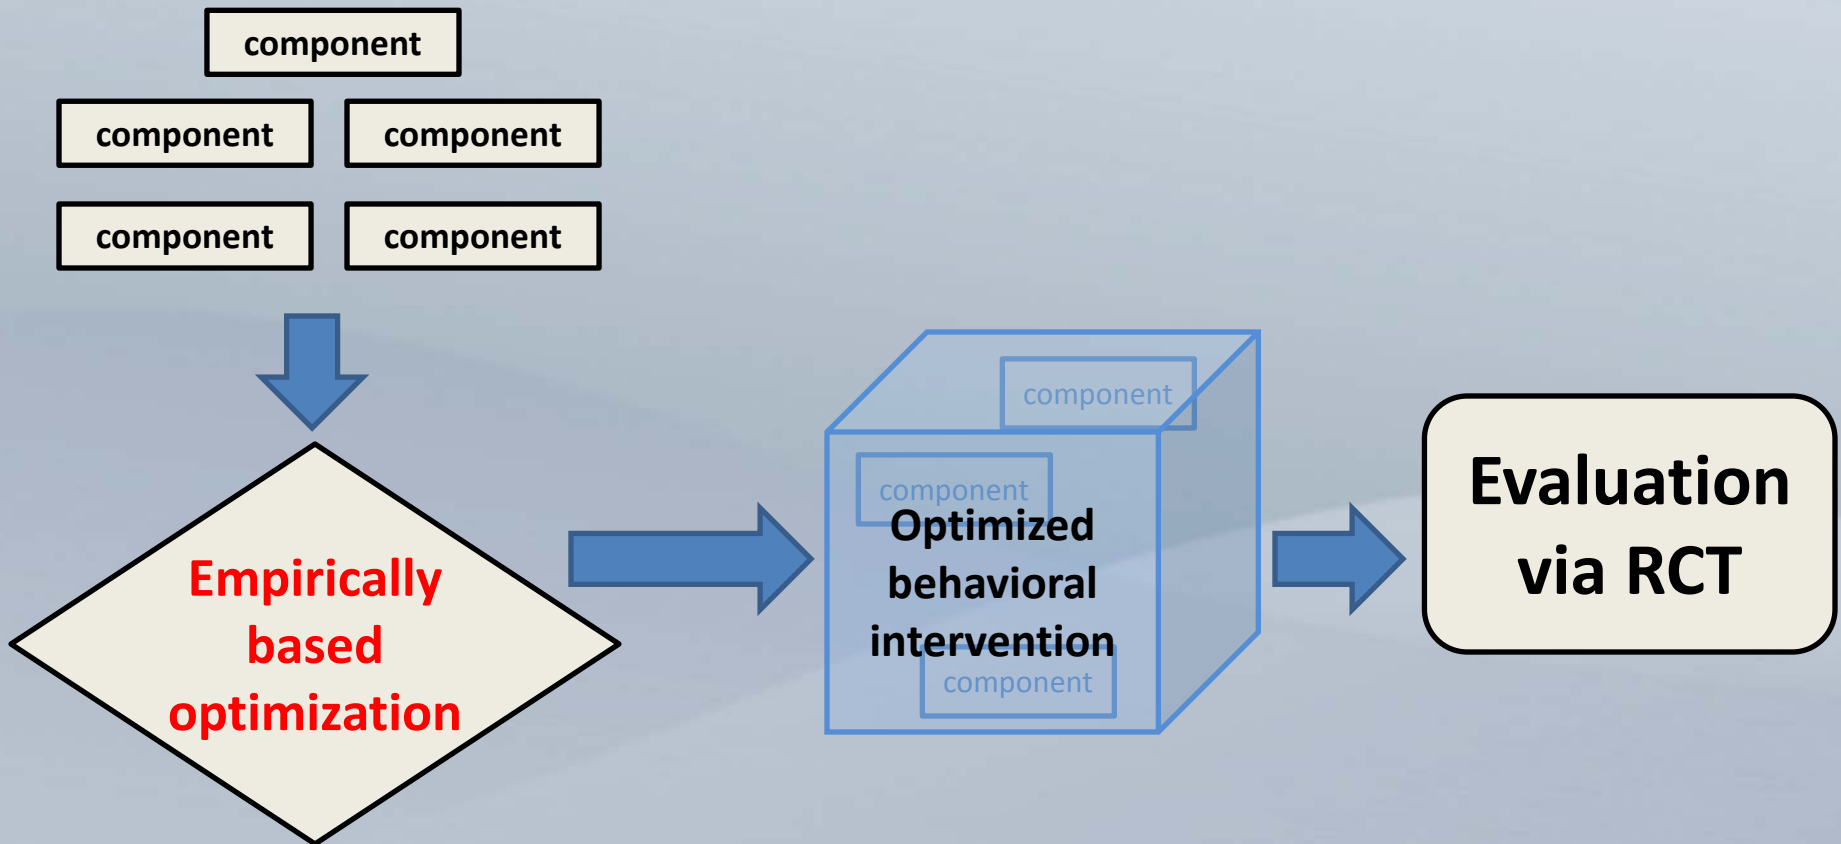 component
component component
component component
Empirically
based
optimization
component
component
Optimized
behavioral
intervention
component
Evaluation
via RCT